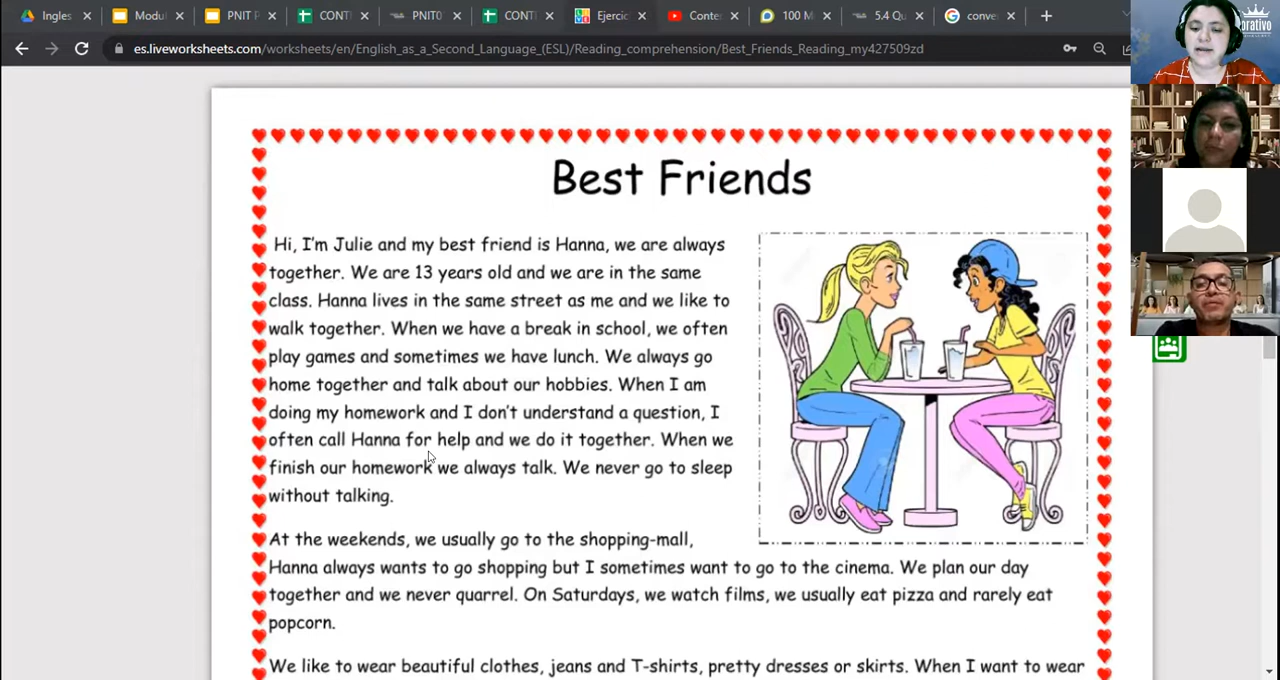 Ingles
Modul
PNIT P
CONTI
PNIT0
CONTI
Ejercic
Conte
100 M
5.4 Qu
conve
es.liveworksheets.com/worksheets/en/English_as_a_Second_Language_(ESL)/Reading_comprehension/Best_Friends_Reading_my427509zd
orativo
Best Friends
Hi, I'm Julie and my best friend is Hanna, we are always
together. We are 13 years old and we are in the same
class. Hanna lives in the same street as me and we like to
walk together. When we have a break in school, we often
play games and sometimes we have lunch. We always go
home together and talk about our hobbies. When I am
doing my homework and I don't understand a question, I
often call Hanna for help and we do it together. When we
finish our homework we always talk. We never go to sleep
without talking.
At the weekends, we usually go to the shopping-mall,
Hanna always wants to go shopping but I sometimes want to go to the cinema. We plan our day
together and we never quarrel. On Saturdays, we watch films, we usually eat pizza and rarely eat
popcorn.
We like to wear beautiful clothes, jeans and T-shirts, pretty dresses or skirts. When I want to wear